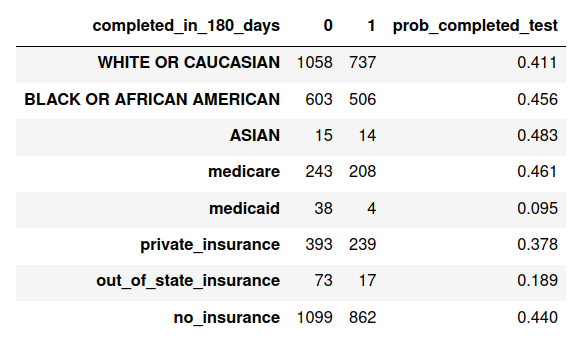 completed_in_180_days 0 1 prob_completed_test
WHITE OR CAUCASIAN 1058 737 0.411
BLACK OR AFRICAN AMERICAN 603 506 0.456
ASIAN 15 14 0.483
medicare 243 208 0.461
medicaid 38 4 0.095
private_insurance 393 239 0.378
out_of_state_insurance 73 17 0.189
no_insurance 1099 862 0.440